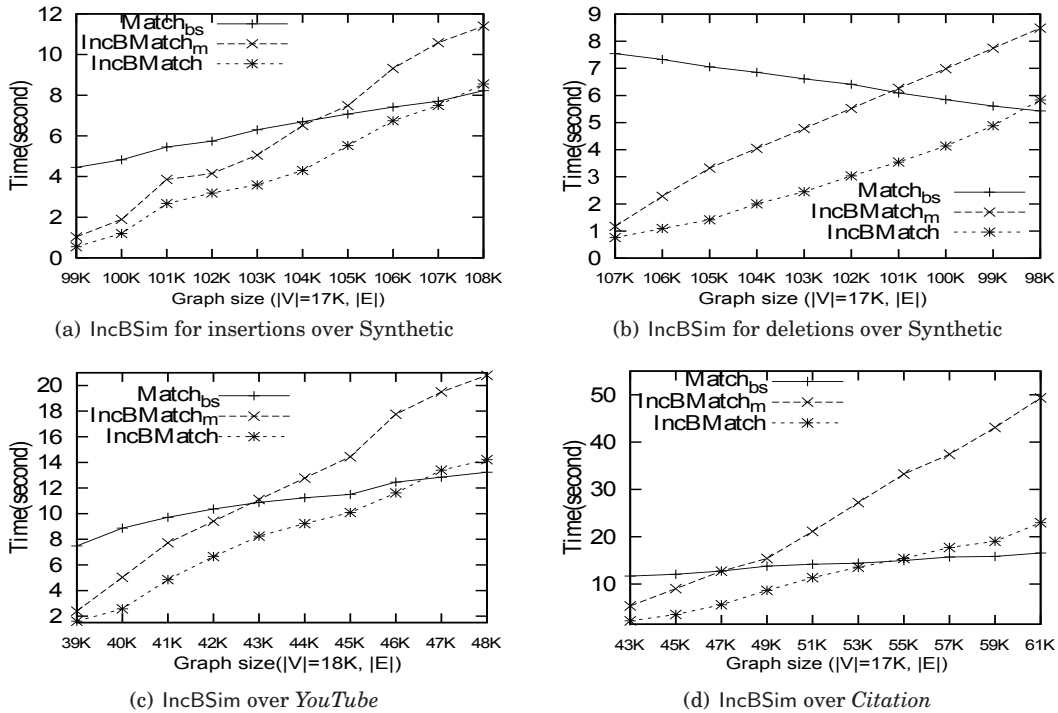 12
10
8
6
4
2
0
Time(second)
Match_bs
IncBMatch_m
IncBMatch
99K 100K 101K 102K 103K 104K 105K 106K 107K 108K
Graph size (|V|=17K, |E|)
(a) IncBSim for insertions over Synthetic
9
8
7
6
5
4
3
2
1
0
Time(second)
Match_bs
IncBMatch_m
IncBMatch
107K 106K 105K 104K 103K 102K 101K 100K 99K 98K
Graph size (|V|=17K, |E|)
(b) IncBSim for deletions over Synthetic
20
18
16
14
12
10
8
6
4
2
Time(second)
Match_bs
IncBMatch_m
IncBMatch
39K 40K 41K 42K 43K 44K 45K 46K 47K 48K
Graph size(|V|=18K, |E|)
(c) IncBSim over YouTube
50
40
30
20
10
Time(second)
Match_bs
IncBMatch_m
IncBMatch
43K 45K 47K 49K 51K 53K 55K 57K 59K 61K
Graph size (|V|=17K, |E|)
(d) IncBSim over Citation